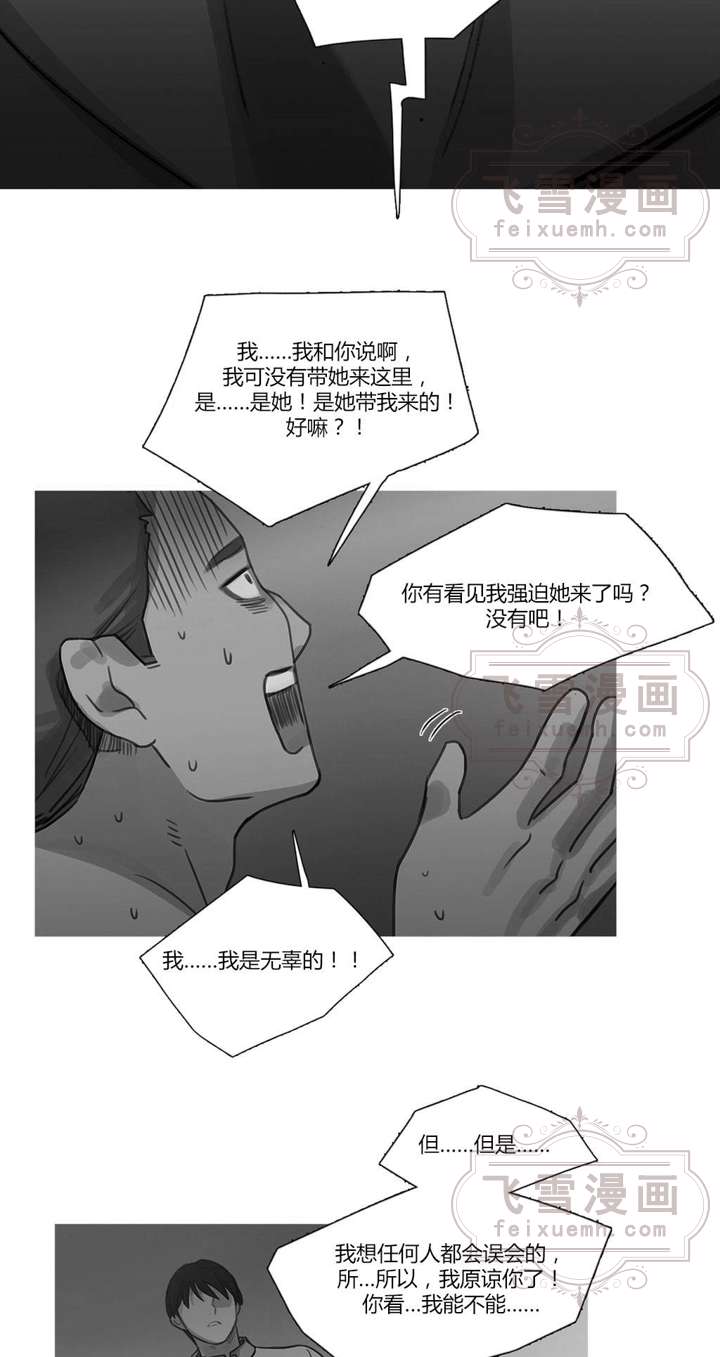 飞雪漫画
feixuemh.com
我……我和你说啊，
我可没有带她来这里，
是……是她！是她带我来的！
好嘛？！
你有看见我强迫她来了吗？
没有吧！
飞雪漫画
feixuemh.com
我……我是无辜的！！
但……但是……
飞雪漫画
feixuemh.com
我想任何人都会误会的，
所…所以，我原谅你了！
你看…我能不能……